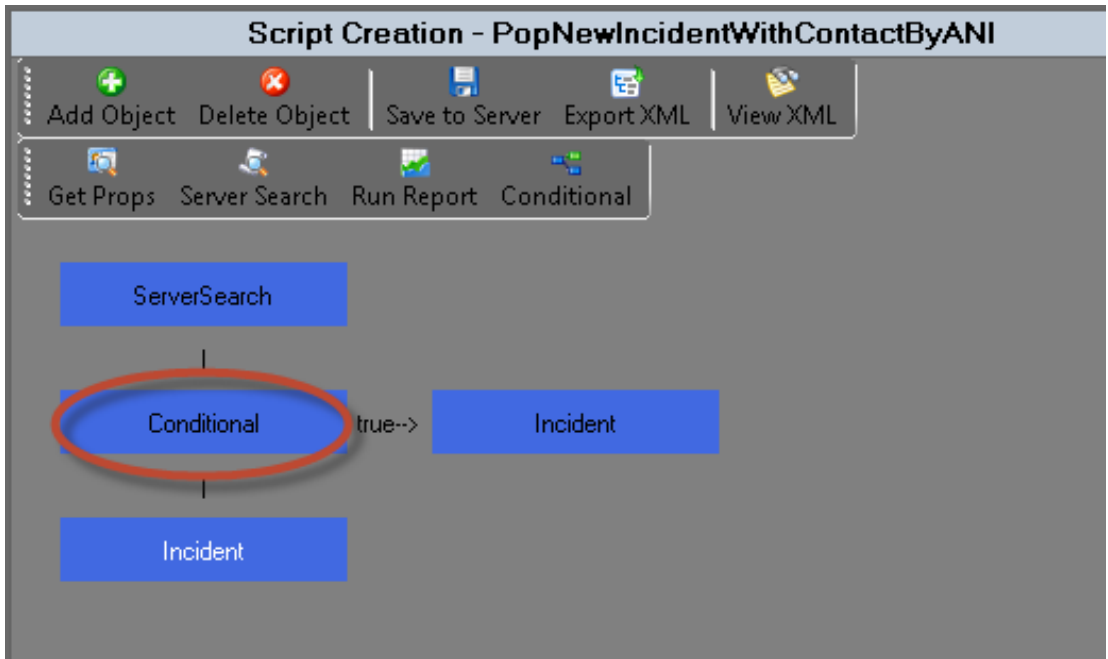 Script Creation - PopNewIncidentWithContactByANI
Add Object Delete Object Save to Server Export XML View XML
Get Props Server Search Run Report Conditional
ServerSearch
Conditional true--> Incident
Incident